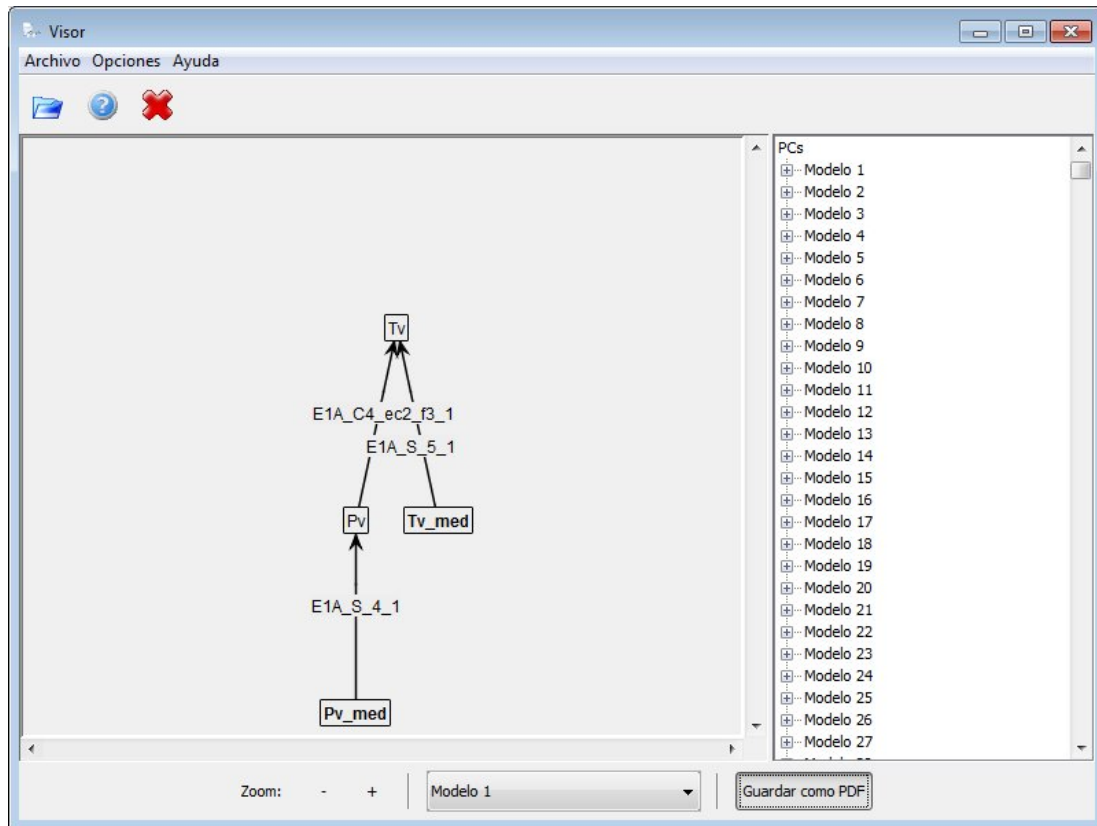 Visor
Archivo Opciones Ayuda
Tv
E1A_C4_ec2_f3_1
E1A_S_5_1
Pv
Tv_med
E1A_S_4_1
Pv_med
PCs
Modelo 1
Modelo 2
Modelo 3
Modelo 4
Modelo 5
Modelo 6
Modelo 7
Modelo 8
Modelo 9
Modelo 10
Modelo 11
Modelo 12
Modelo 13
Modelo 14
Modelo 15
Modelo 16
Modelo 17
Modelo 18
Modelo 19
Modelo 20
Modelo 21
Modelo 22
Modelo 23
Modelo 24
Modelo 25
Modelo 26
Modelo 27
Zoom: - + Modelo 1 Guardar como PDF